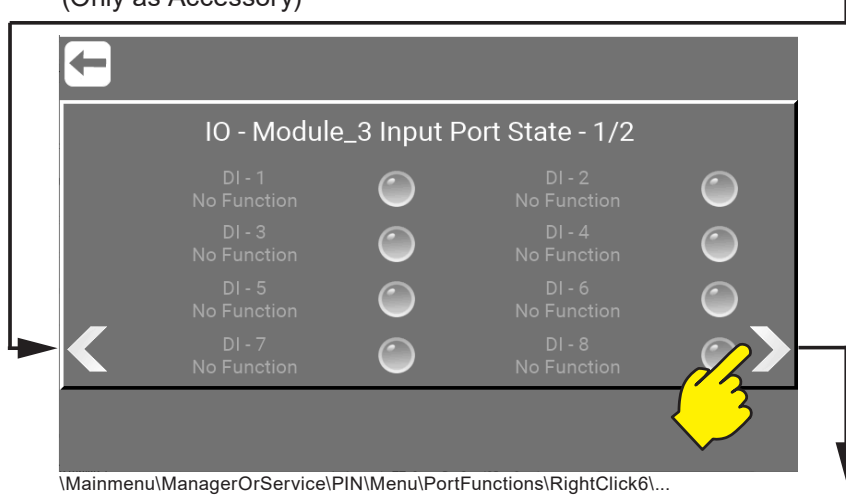 (Only as Accessory)
IO - Module_3 Input Port State - 1/2
DI - 1
No Function
DI - 2
No Function
DI - 3
No Function
DI - 4
No Function
DI - 5
No Function
DI - 6
No Function
DI - 7
No Function
DI - 8
No Function
\Mainmenu\ManagerOrService\PIN\Menu\PortFunctions\RightClick6\...